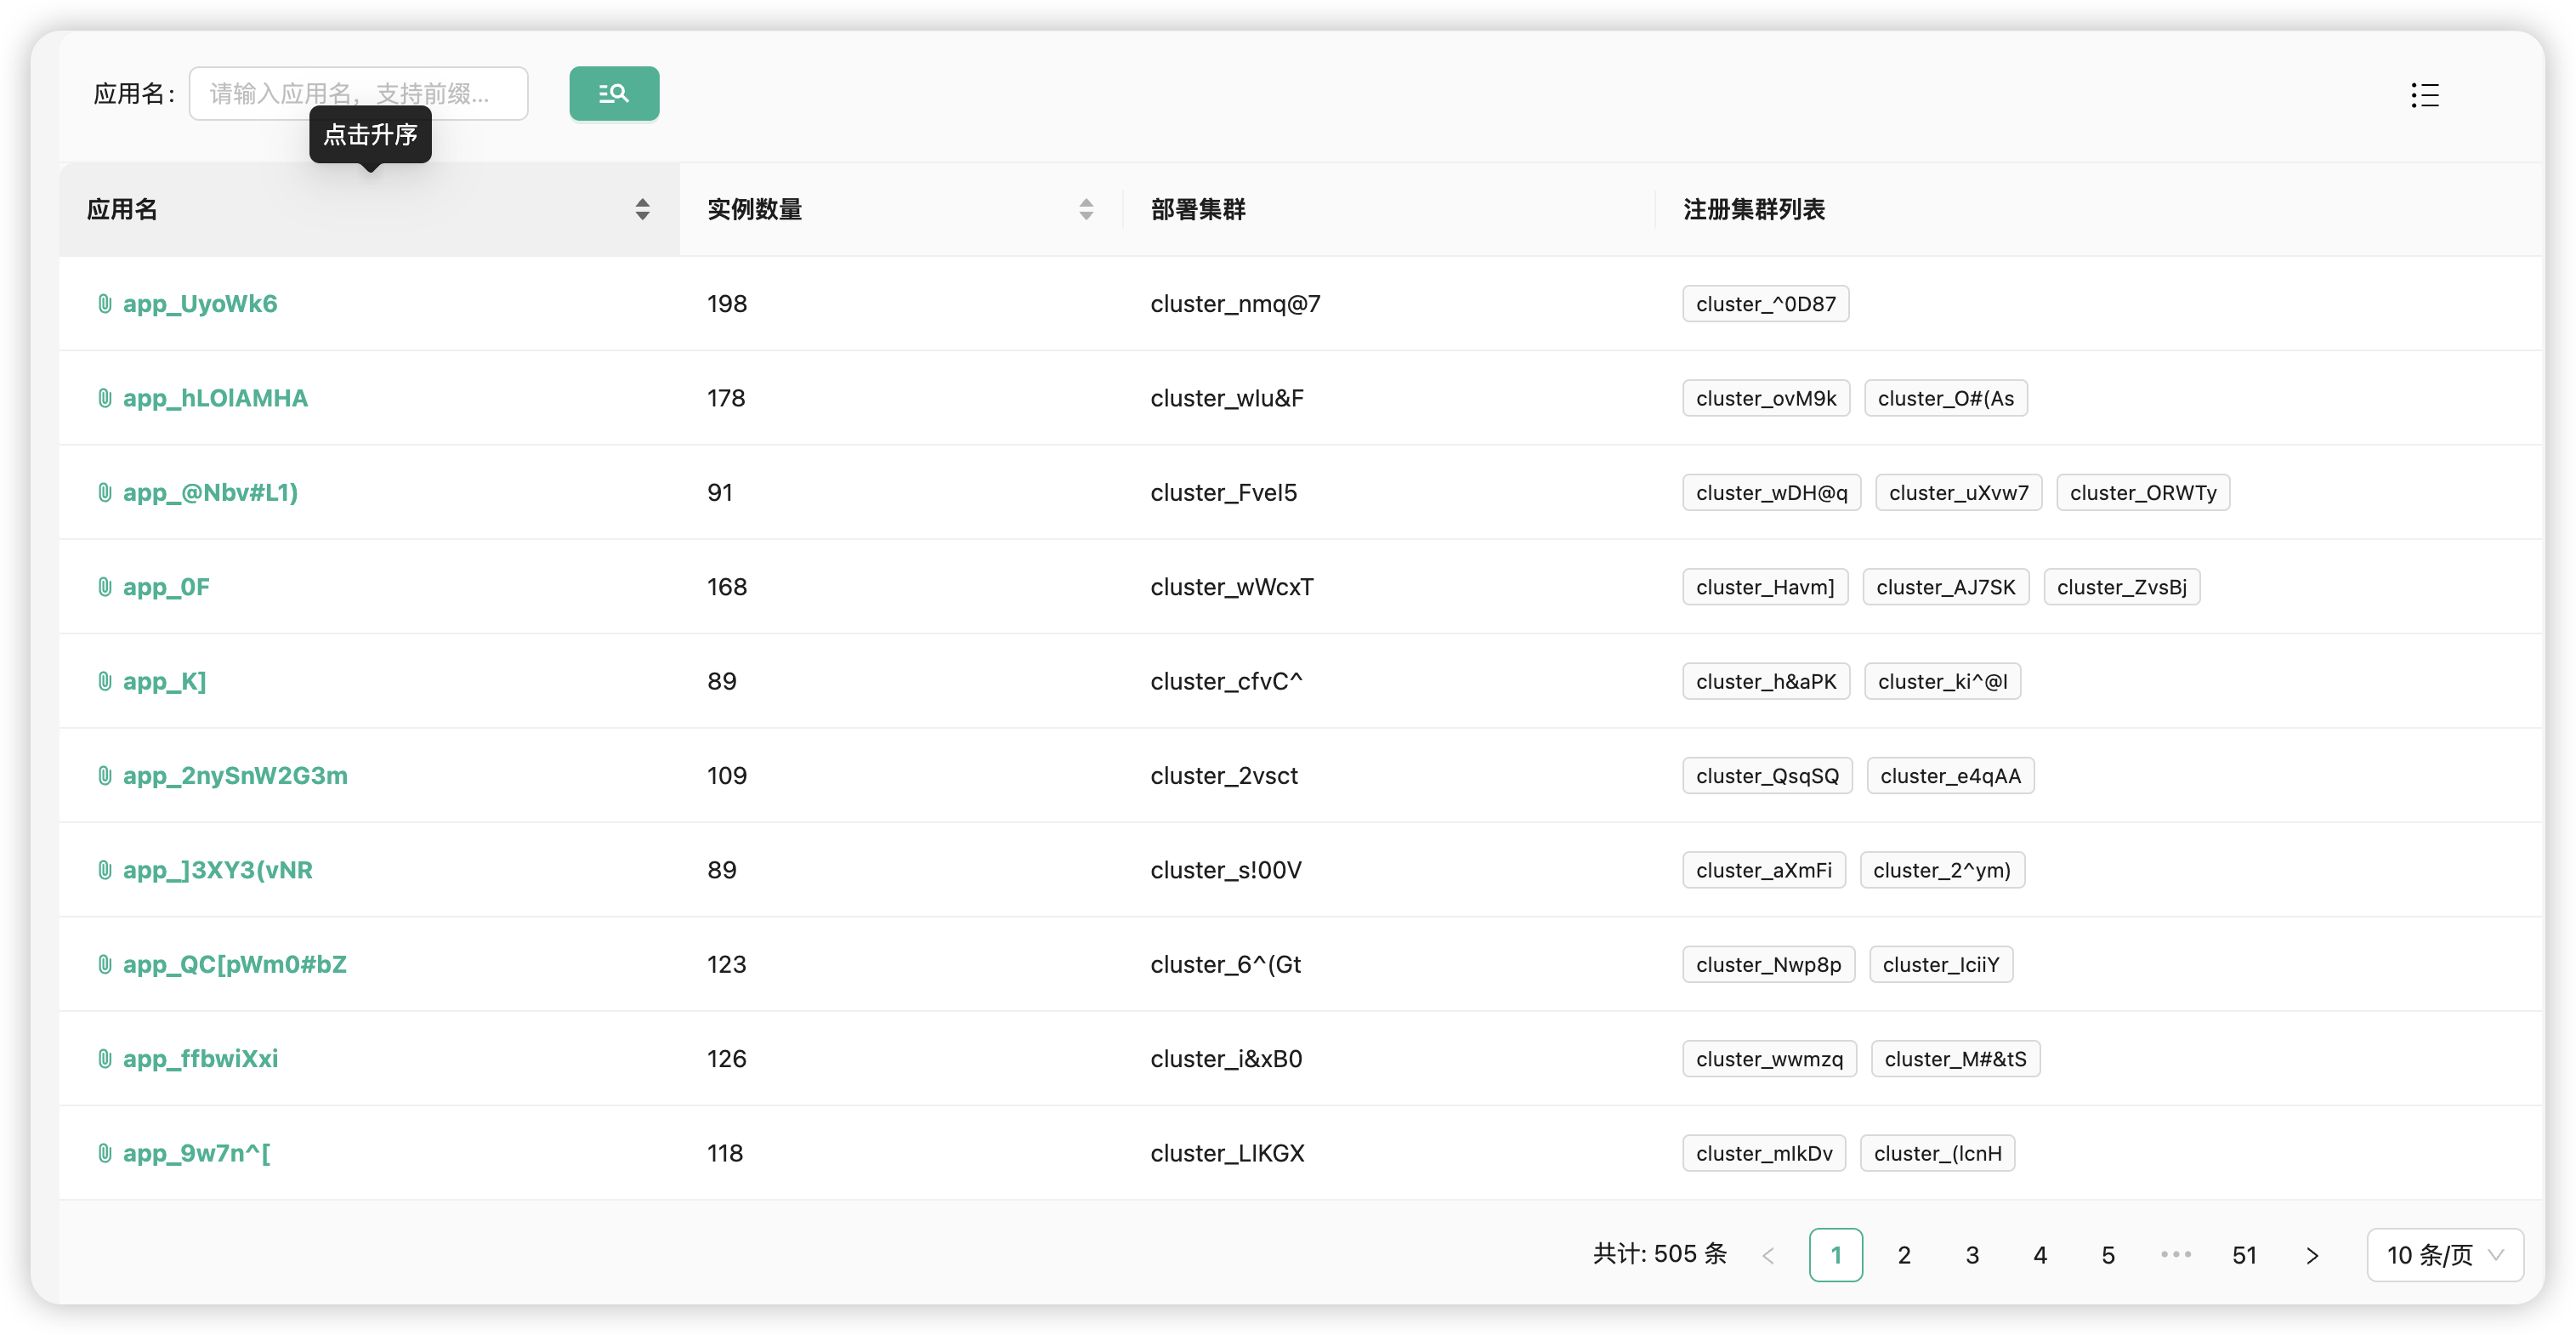 应用名: 请输入应用名，支持前缀...
点击升序
应用名 实例数量 部署集群 注册集群列表
app_UyoWk6 198 cluster_nmq@7 cluster_^0D87
app_hLOlAMHA 178 cluster_wlu&F cluster_ovM9k cluster_O#(As
app_@Nbv#L1) 91 cluster_FveI5 cluster_wDH@q cluster_uXvw7 cluster_ORWTy
app_0F 168 cluster_wWcxT cluster_Havm] cluster_AJ7SK cluster_ZvsBj
app_K] 89 cluster_cfvC^ cluster_h&aPK cluster_ki^@I
app_2nySnW2G3m 109 cluster_2vsct cluster_QsqSQ cluster_e4qAA
app_]3XY3(vNR 89 cluster_s!00V cluster_aXmFi cluster_2^ym)
app_QC[pWm0#bZ 123 cluster_6^(Gt cluster_Nwp8p cluster_IciiY
app_ffbwiXxi 126 cluster_i&xB0 cluster_wwmzq cluster_M#&tS
app_9w7n^[ 118 cluster_LIKGX cluster_mIkDv cluster_(lcnH
共计: 505 条 1 2 3 4 5 ••• 51 10 条/页